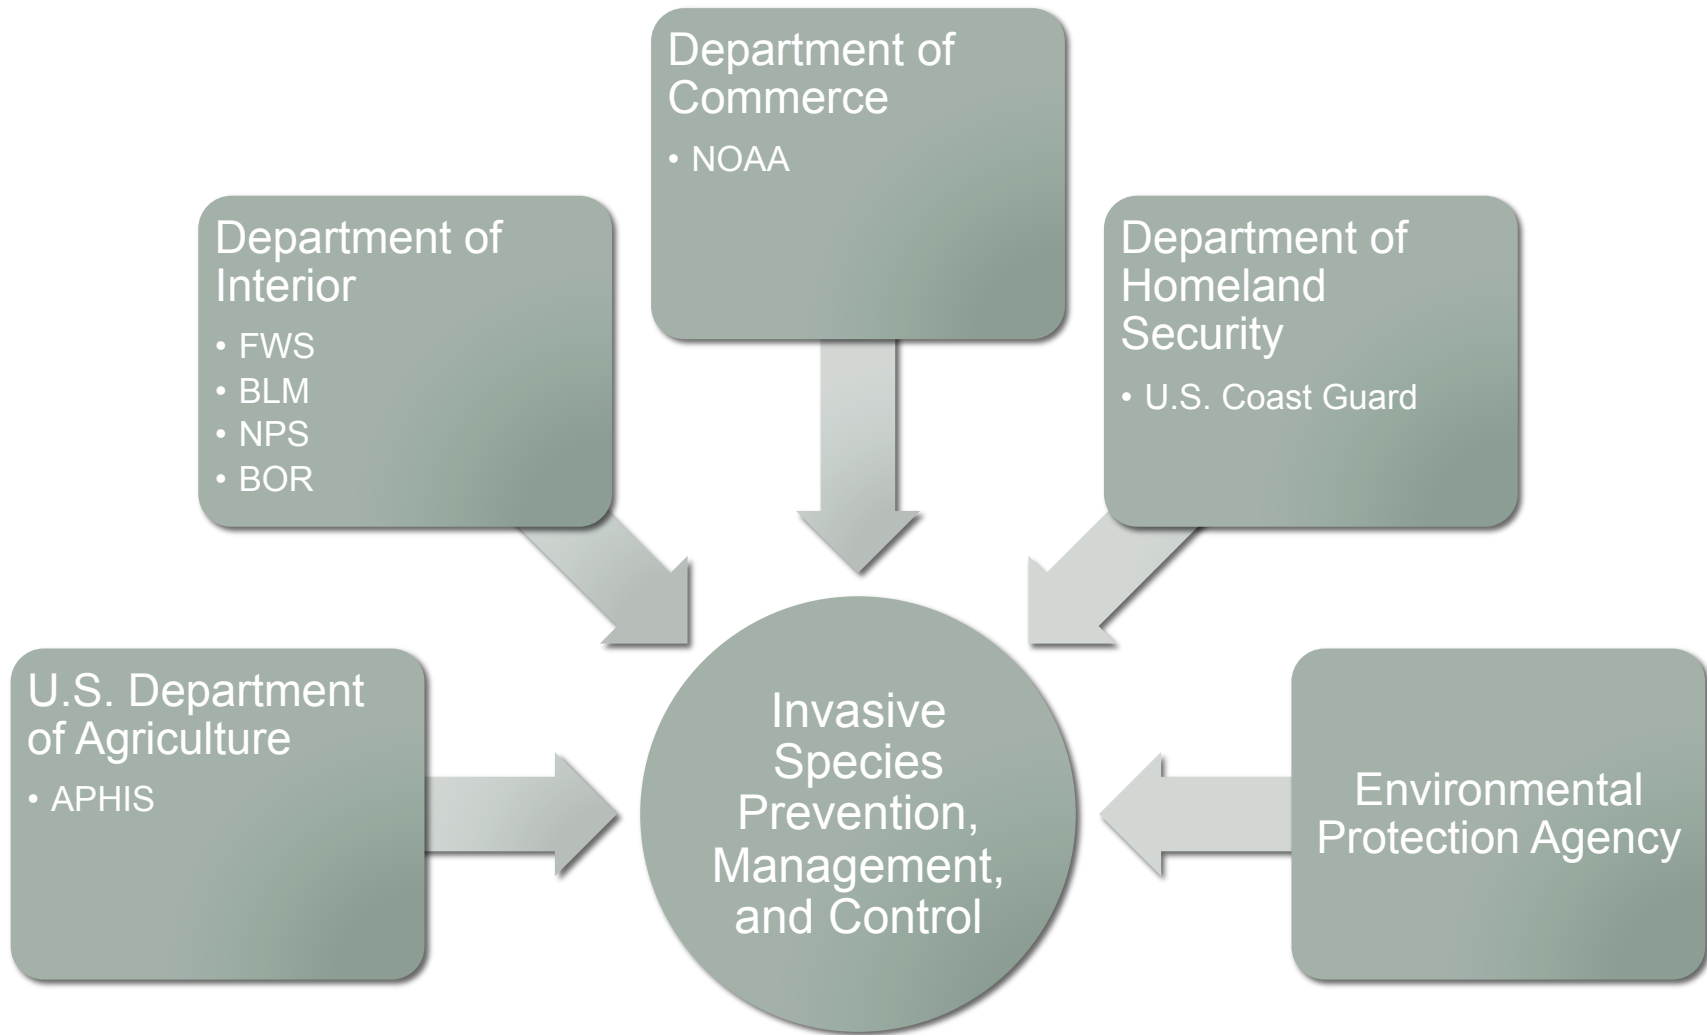 Department of
Commerce
• NOAA
Department of
Interior
• FWS
• BLM
• NPS
• BOR
Department of
Homeland
Security
• U.S. Coast Guard
U.S. Department
of Agriculture
• APHIS
Invasive
Species
Prevention,
Management,
and Control
Environmental
Protection Agency